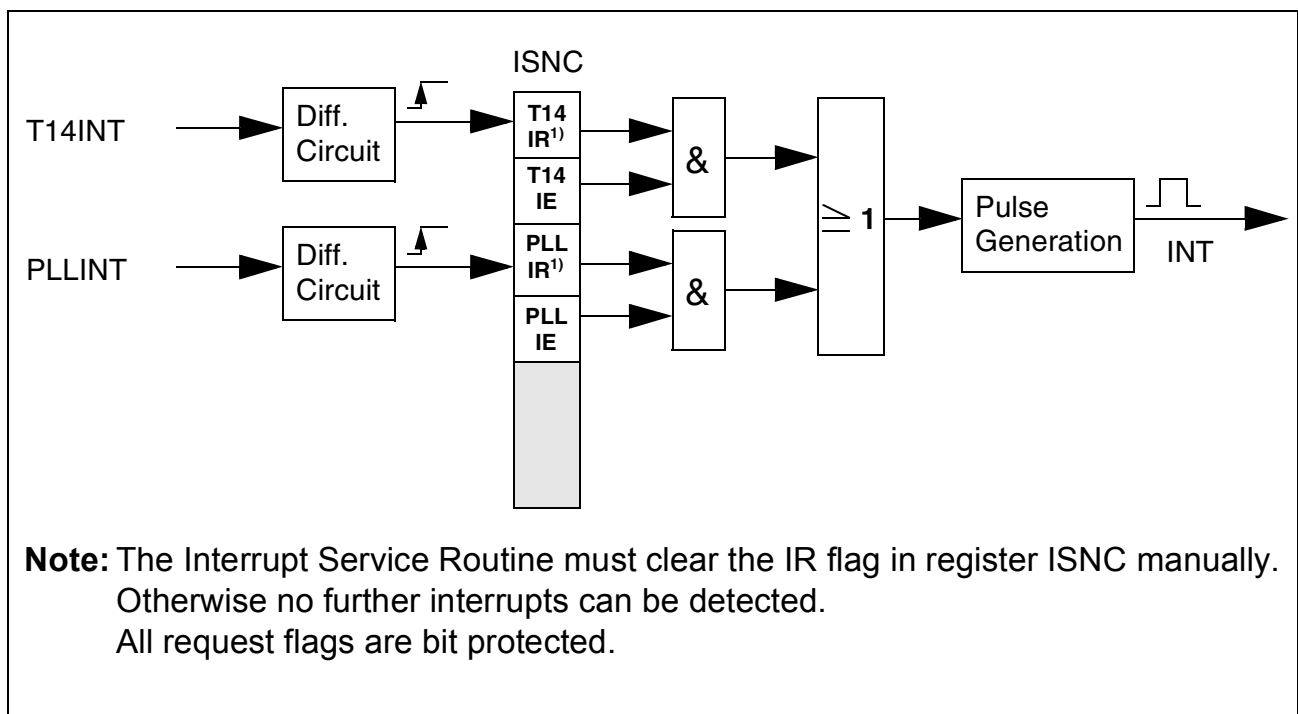 ISNC
T14INT
Diff.
Circuit
T14
IR1)
T14
IE
&
≥ 1
Pulse
Generation
INT
PLLINT
Diff.
Circuit
PLL
IR1)
PLL
IE
&
Note: The Interrupt Service Routine must clear the IR flag in register ISNC manually.
Otherwise no further interrupts can be detected.
All request flags are bit protected.